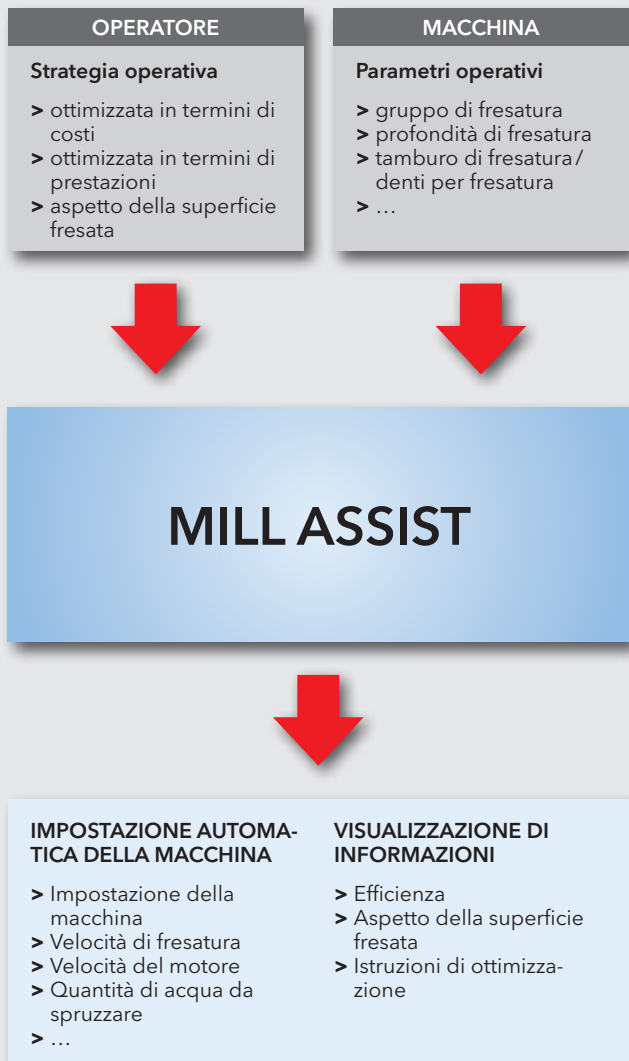 OPERATORE
Strategia operativa
> ottimizzata in termini di
costi
> ottimizzata in termini di
prestazioni
> aspetto della superficie
fresata
MACCHINA
Parametri operativi
> gruppo di fresatura
> profondità di fresatura
> tamburo di fresatura /
denti per fresatura
> …
MILL ASSIST
IMPOSTAZIONE AUTOMA-
TICA DELLA MACCHINA
> Impostazione della
macchina
> Velocità di fresatura
> Velocità del motore
> Quantità di acqua da
spruzzare
> …
VISUALIZZAZIONE DI
INFORMAZIONI
> Efficienza
> Aspetto della superficie
fresata
> Istruzioni di ottimizza-
zione